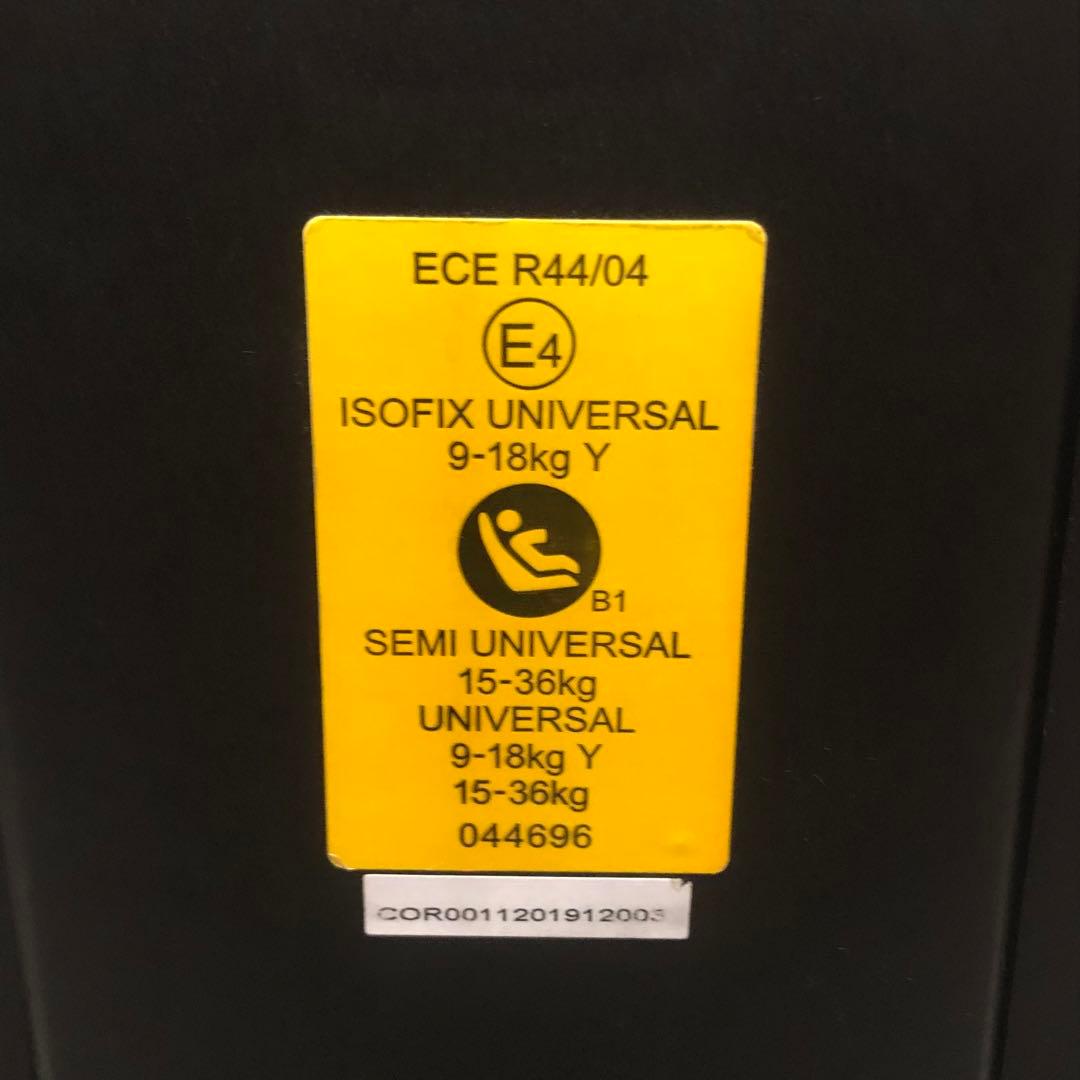 ECE R44/04
E4
ISOFIX UNIVERSAL
9-18kg Y
B1
SEMI UNIVERSAL
15-36kg
UNIVERSAL
9-18kg Y
15-36kg
044696
COR0011201912003